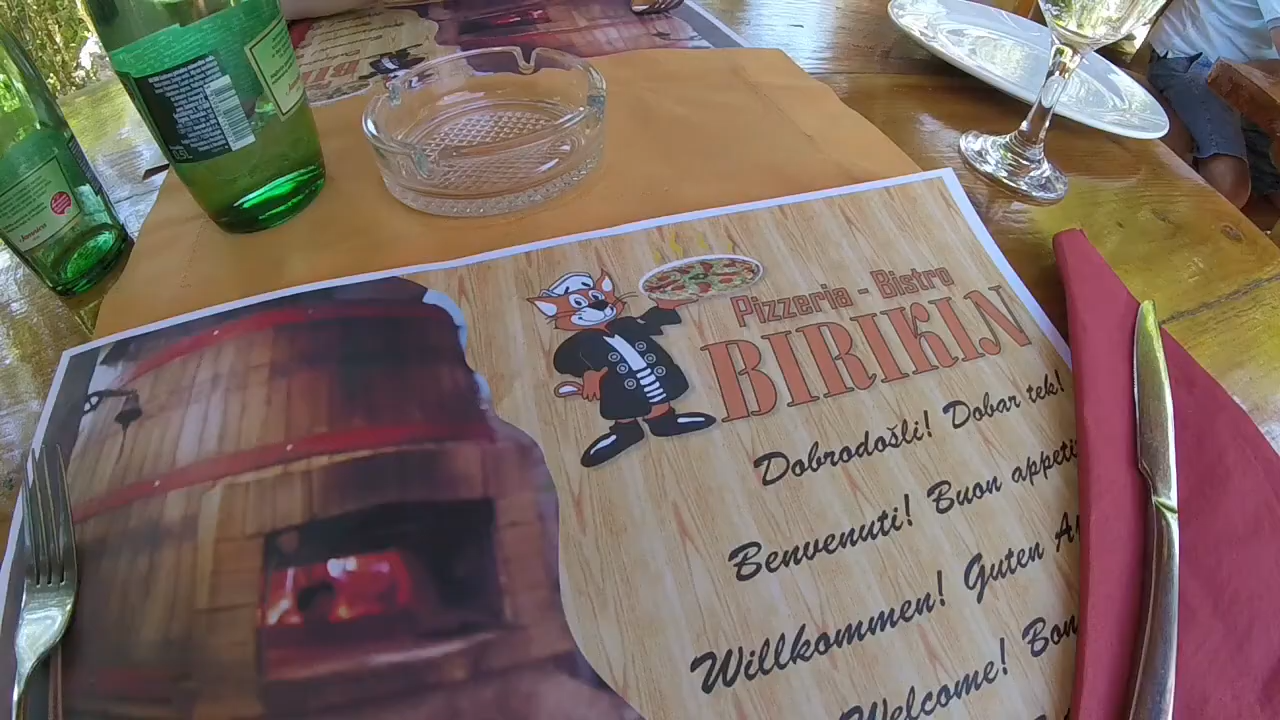 Pizzeria - Bistro
BIRIKIN
Dobrodošli! Dobar tek!
Benvenuti! Buon appeti
Willkommen! Guten A
Welcome! Bon